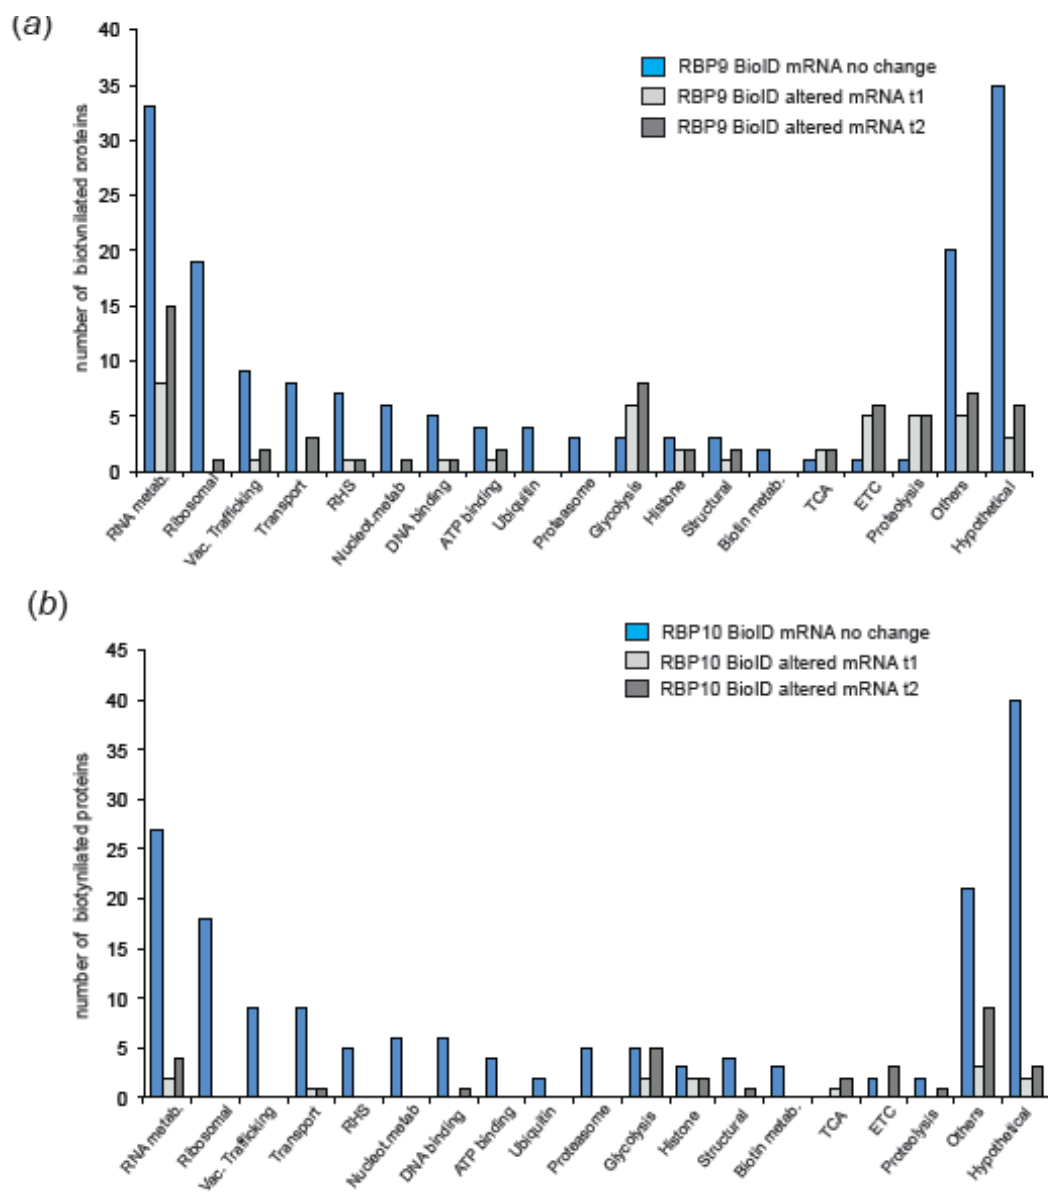 (a)
40
35
30
25
20
15
10
5
0
number of biotynilated proteins
RBP9 BioID mRNA no change
RBP9 BioID altered mRNA t1
RBP9 BioID altered mRNA t2
RNA metab.
Ribosomal
Vac. Trafficking
Transport
RHS
Nucleot.metab
DNA binding
ATP binding
Ubiquitin
Proteasome
Glycolysis
Histone
Structural
Biotin metab.
TCA
ETC
Proteolysis
Others
Hypothetical
(b)
45
40
35
30
25
20
15
10
5
0
number of biotynilated proteins
RBP10 BioID mRNA no change
RBP10 BioID altered mRNA t1
RBP10 BioID altered mRNA t2
RNA metab.
Ribosomal
Vac. Trafficking
Transport
RHS
Nucleot.metab
DNA binding
ATP binding
Ubiquitin
Proteasome
Glycolysis
Histone
Structural
Biotin metab.
TCA
ETC
Proteolysis
Others
Hypothetical